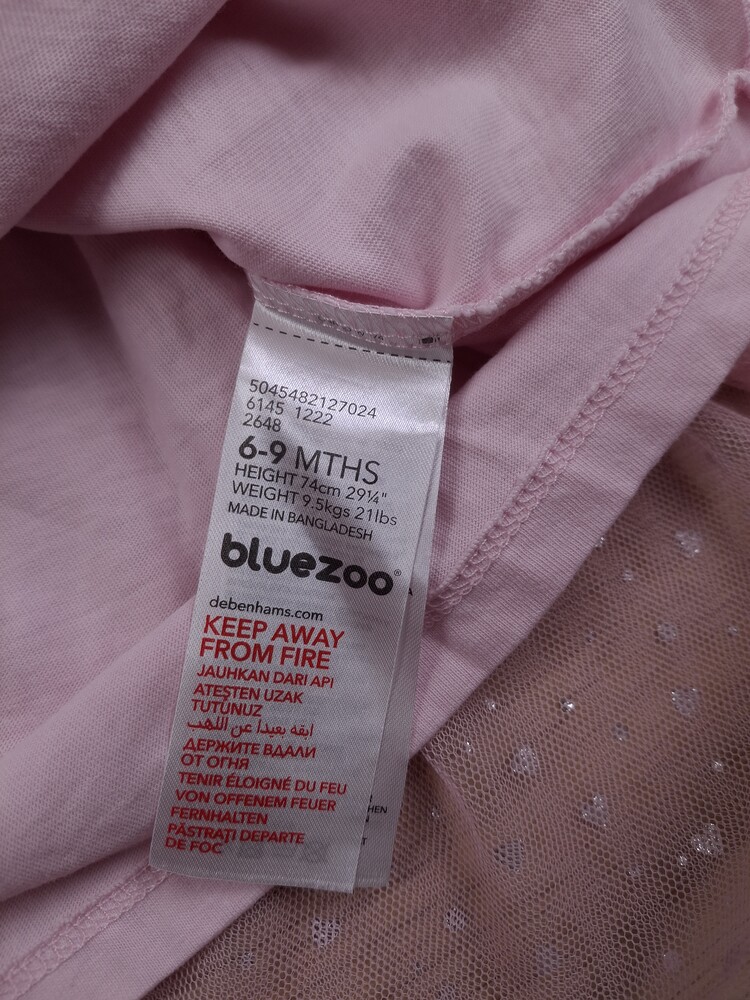 5045482127024
6145 1222
2648
6-9 MTHS
HEIGHT 74cm 29¼"
WEIGHT 9.5kgs 21lbs
MADE IN BANGLADESH
bluezoo®
debenhams.com
KEEP AWAY
FROM FIRE
JAUHKAN DARI API
ATEŞTEN UZAK
TUTUNUZ
ابقه بعيداً عن اللهب
ДЕРЖИТЕ ВДАЛИ
ОТ ОГНЯ
TENIR ÉLOIGNÉ DU FEU
VON OFFENEM FEUER
FERNHALTEN
PĂSTRAŢI DEPARTE
DE FOC